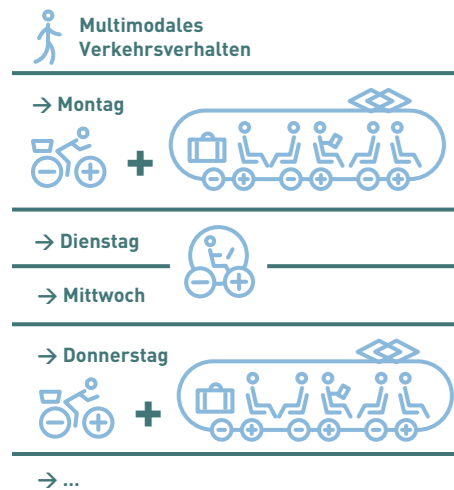 Multimodales
Verkehrsverhalten
→ Montag
→ Dienstag
→ Mittwoch
→ Donnerstag
→ ...